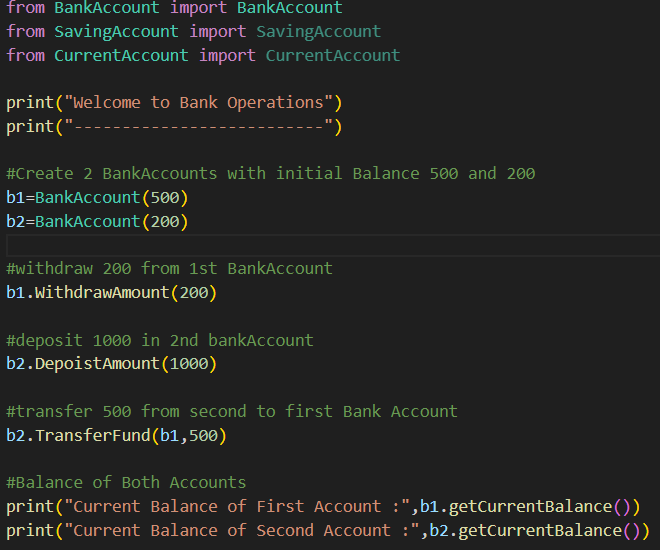 from BankAccount import BankAccount
from SavingAccount import SavingAccount
from CurrentAccount import CurrentAccount
print("Welcome to Bank Operations")
print("--------------------------")
#Create 2 BankAccounts with initial Balance 500 and 200
b1=BankAccount(500)
b2=BankAccount(200)
#withdraw 200 from 1st BankAccount
b1.WithdrawAmount(200)
#deposit 1000 in 2nd bankAccount
b2.DepoistAmount(1000)
#transfer 500 from second to first Bank Account
b2.TransferFund(b1,500)
#Balance of Both Accounts
print("Current Balance of First Account :",b1.getCurrentBalance())
print("Current Balance of Second Account :",b2.getCurrentBalance())